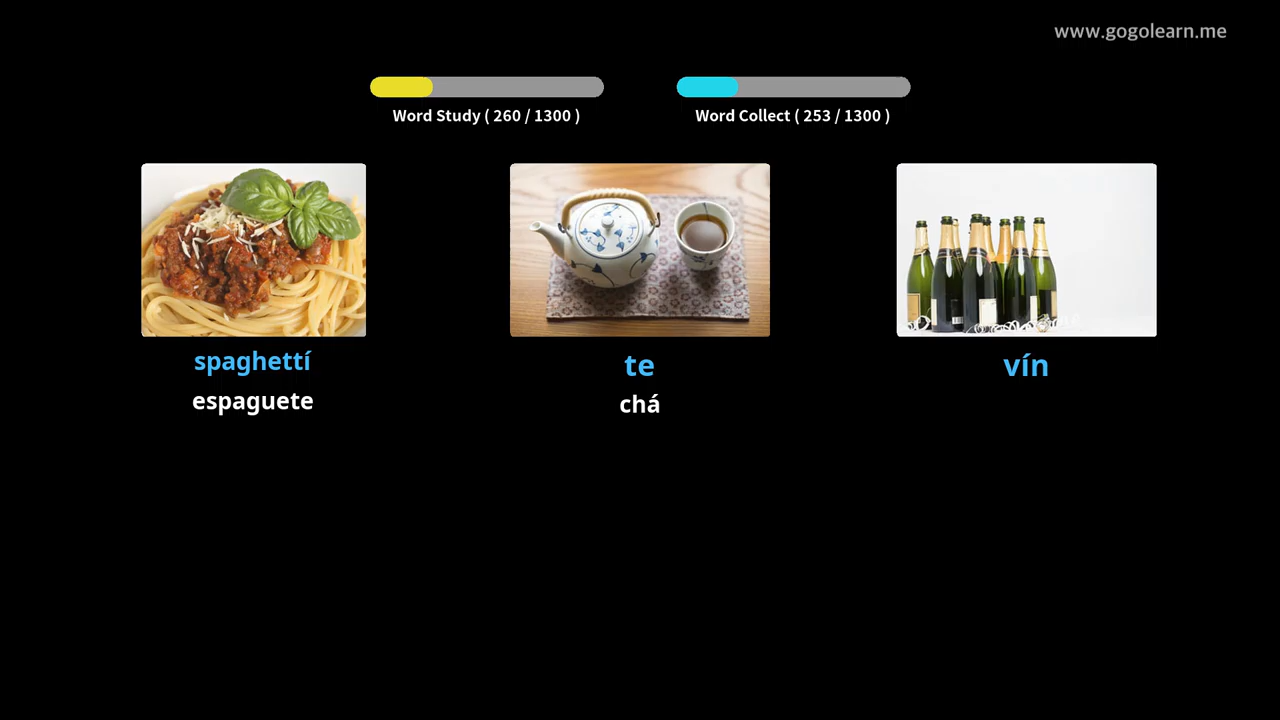 www.gogolearn.me
Word Study ( 260 / 1300 )
Word Collect ( 253 / 1300 )
spaghettí
te
vín
espaguete
chá